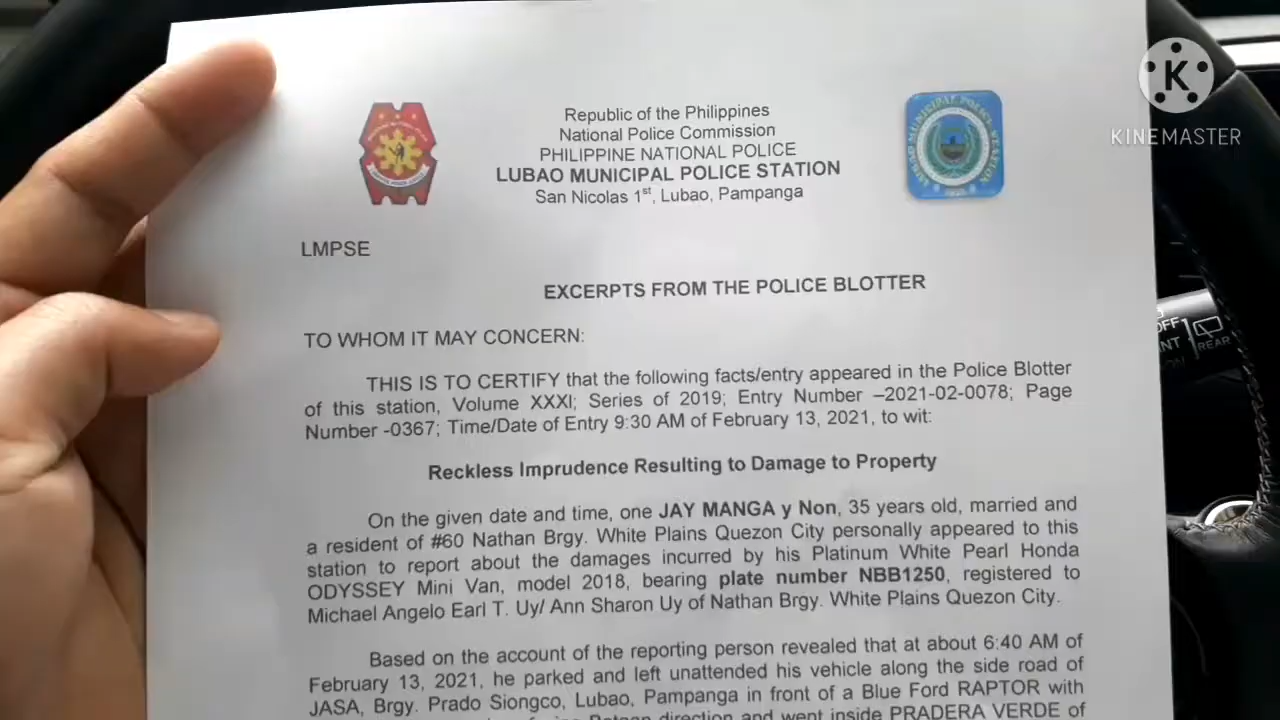 KINEMASTER
Republic of the Philippines
National Police Commission
PHILIPPINE NATIONAL POLICE
LUBAO MUNICIPAL POLICE STATION
San Nicolas 1st, Lubao, Pampanga
LMPSE
EXCERPTS FROM THE POLICE BLOTTER
TO WHOM IT MAY CONCERN:
THIS IS TO CERTIFY that the following facts/entry appeared in the Police Blotter
of this station, Volume XXXI; Series of 2019; Entry Number –2021-02-0078; Page
Number -0367; Time/Date of Entry 9:30 AM of February 13, 2021, to wit:
Reckless Imprudence Resulting to Damage to Property
On the given date and time, one JAY MANGA y Non, 35 years old, married and
a resident of #60 Nathan Brgy. White Plains Quezon City personally appeared to this
station to report about the damages incurred by his Platinum White Pearl Honda
ODYSSEY Mini Van, model 2018, bearing plate number NBB1250, registered to
Michael Angelo Earl T. Uy/ Ann Sharon Uy of Nathan Brgy. White Plains Quezon City.
Based on the account of the reporting person revealed that at about 6:40 AM of
February 13, 2021, he parked and left unattended his vehicle along the side road of
JASA, Brgy. Prado Siongco, Lubao, Pampanga in front of a Blue Ford RAPTOR with
direction and went inside PRADERA VERDE of
OFF
REAR
K